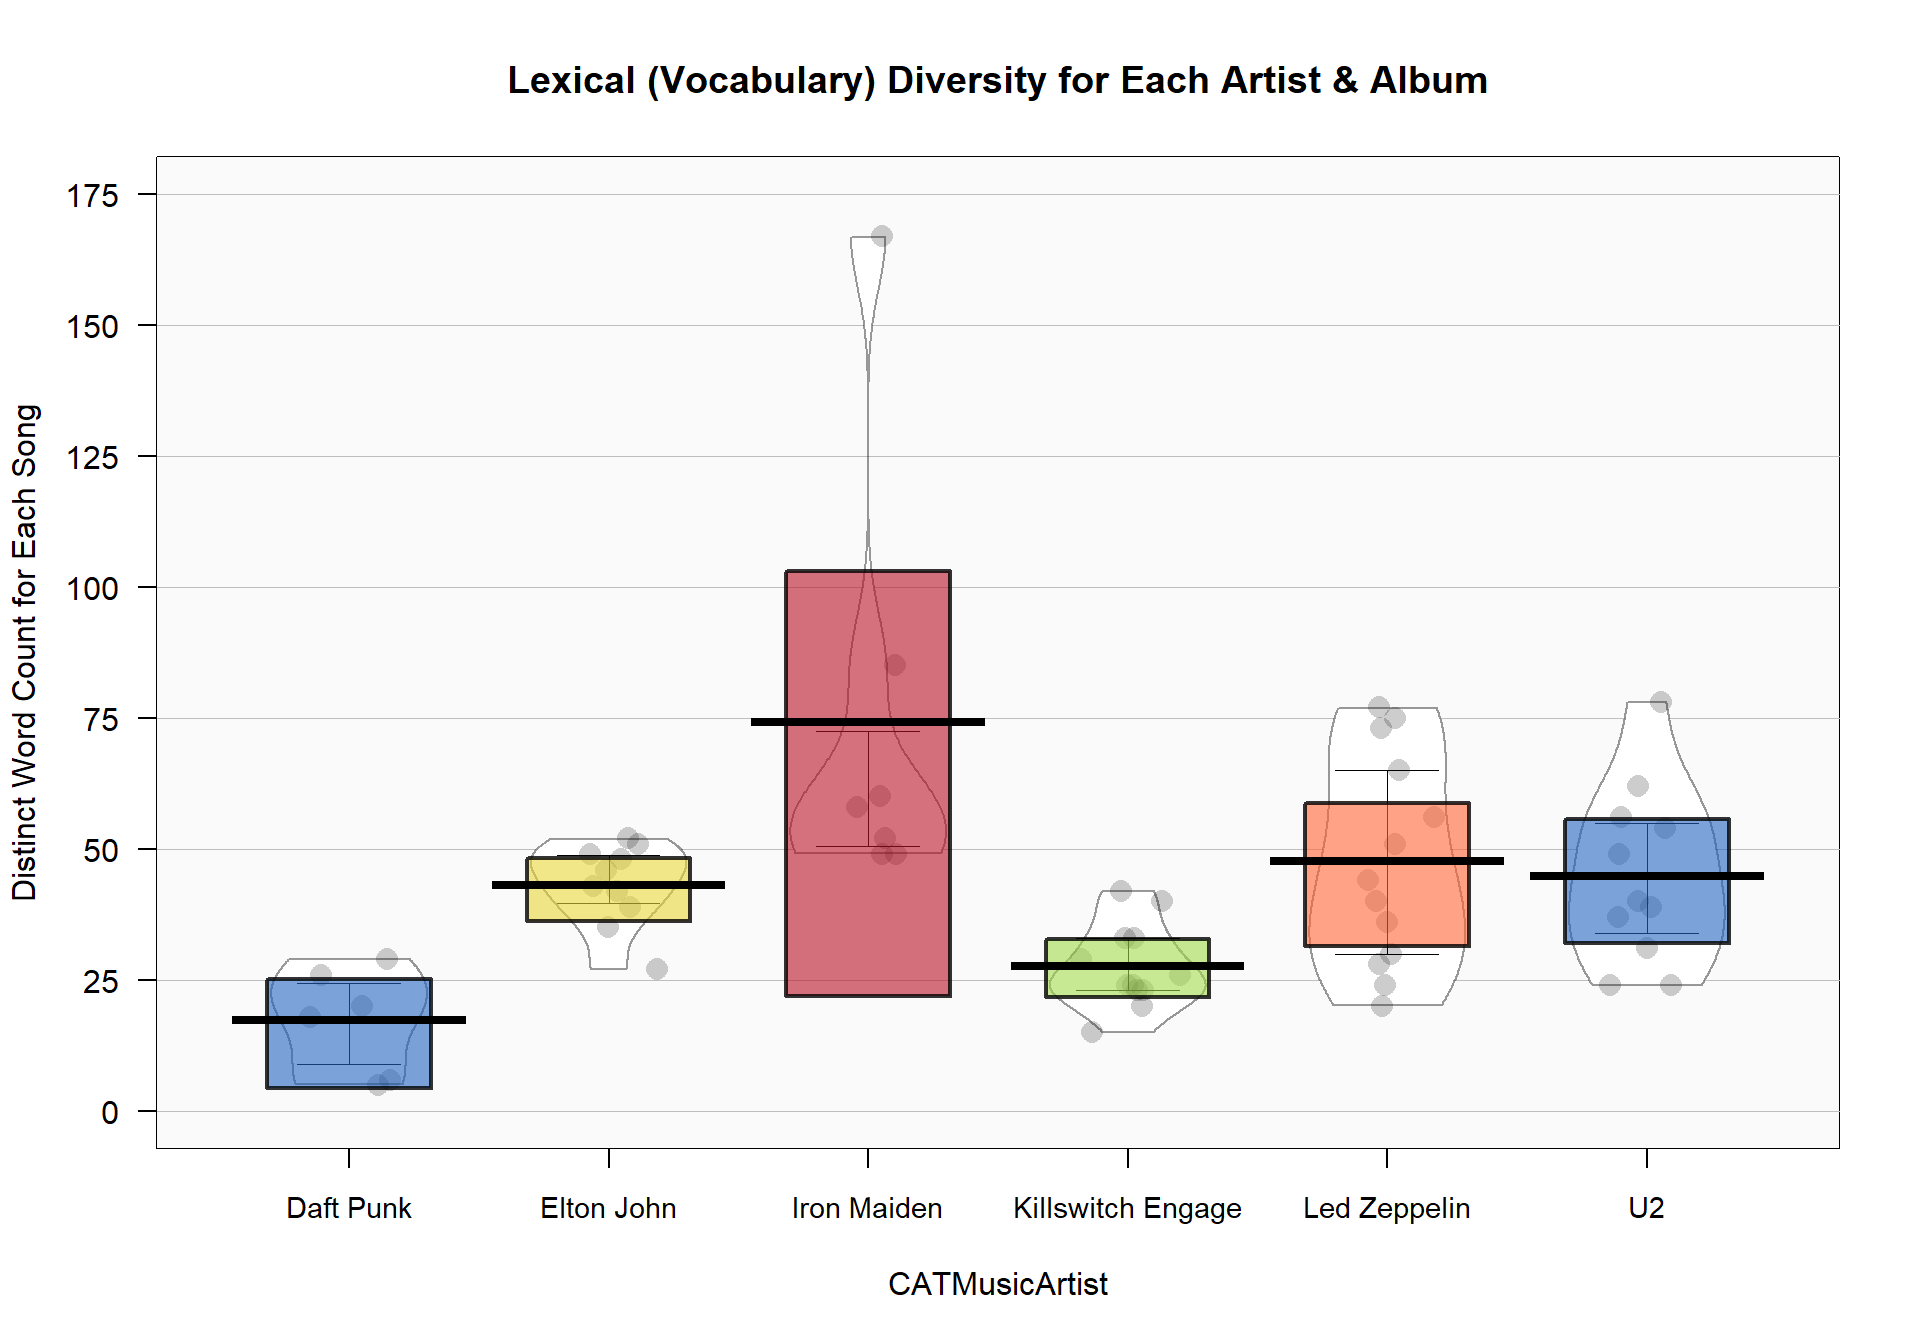 Lexical (Vocabulary) Diversity for Each Artist & Album
Distinct Word Count for Each Song
175
150
125
100
75
50
25
0
Daft Punk
Elton John
Iron Maiden
Killswitch Engage
Led Zeppelin
U2
CATMusicArtist